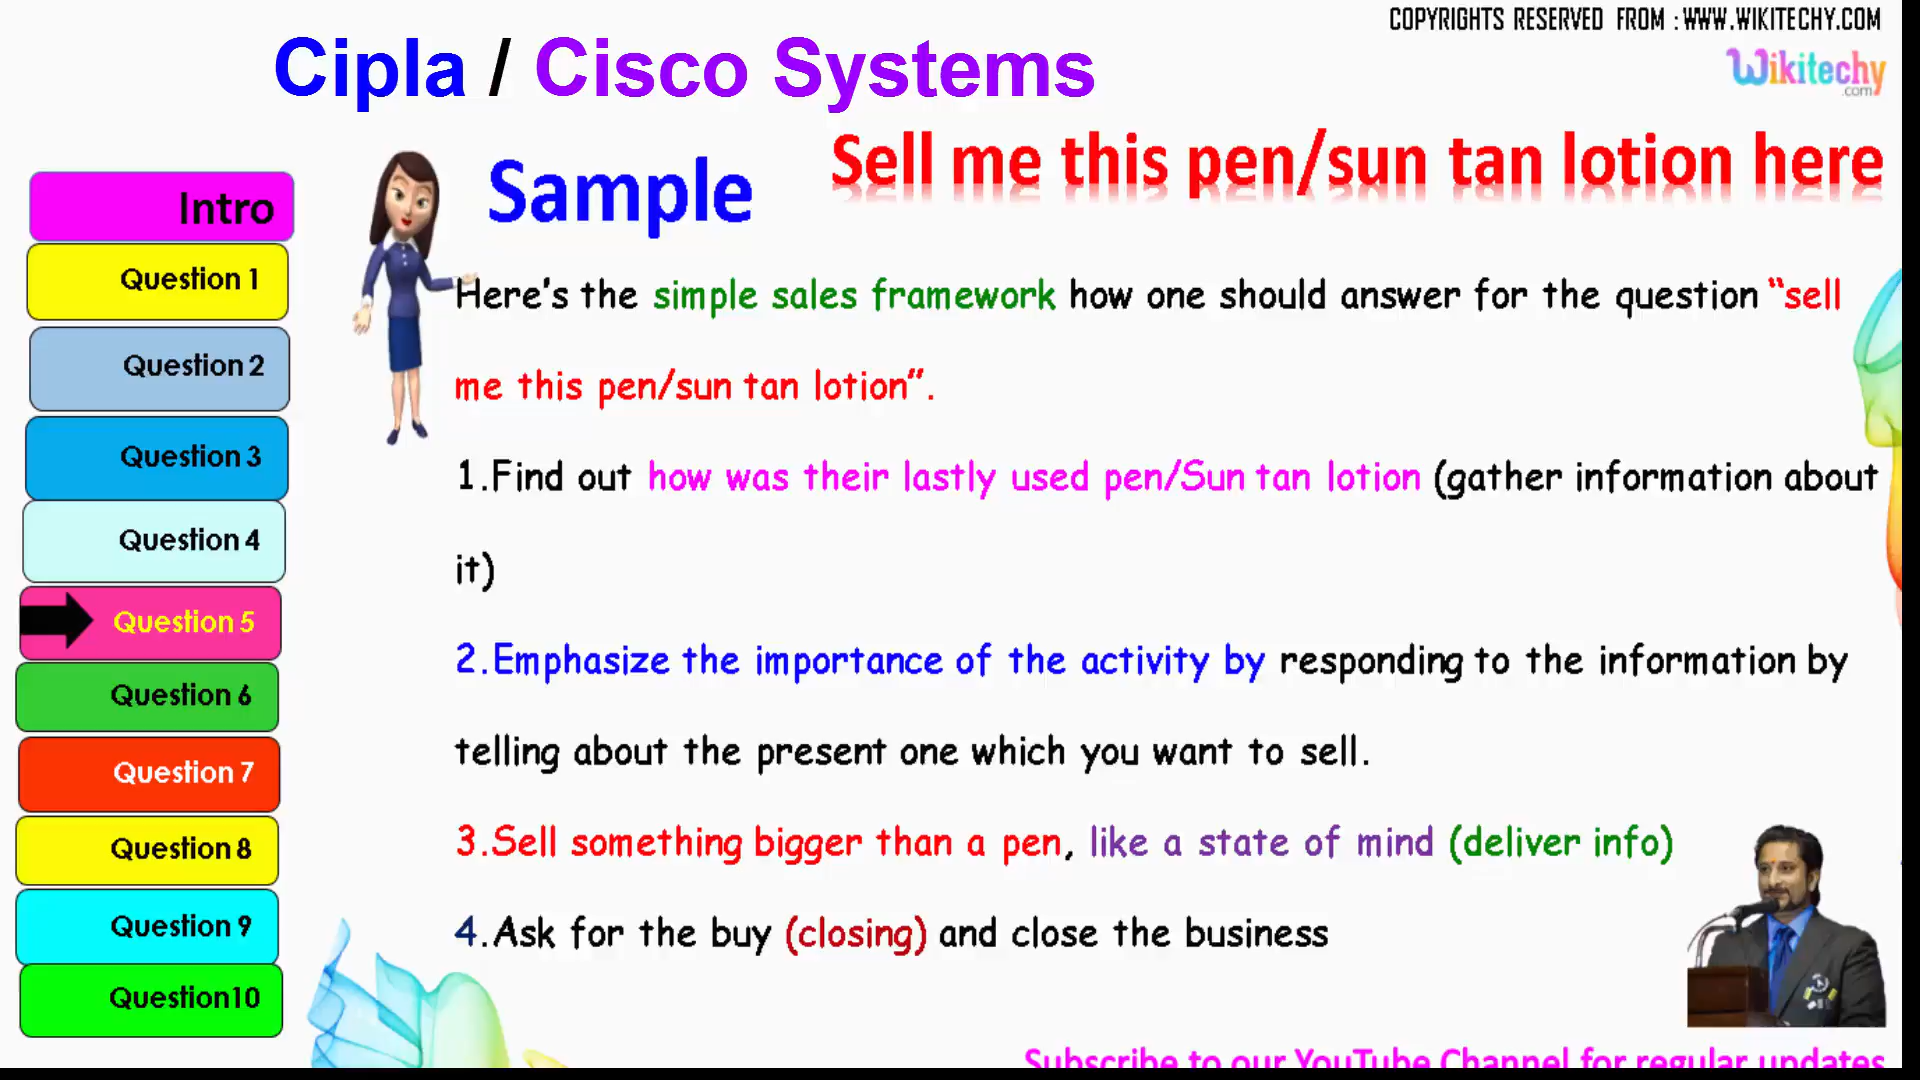 COPYRIGHTS RESERVED FROM : WWW.WIKITECHY.COM
Cipla / Cisco Systems
Wikitechy
.com
Sell me this pen/sun tan lotion here
Sample
Intro
Question 1
Question 2
Question 3
Question 4
Question 5
Question 6
Question 7
Question 8
Question 9
Question10
Here's the simple sales framework how one should answer for the question "sell
me this pen/sun tan lotion".
1.Find out how was their lastly used pen/Sun tan lotion (gather information about
it)
2.Emphasize the importance of the activity by responding to the information by
telling about the present one which you want to sell.
3.Sell something bigger than a pen, like a state of mind (deliver info)
4.Ask for the buy (closing) and close the business
Subscribe to our YouTube Channel for regular updates